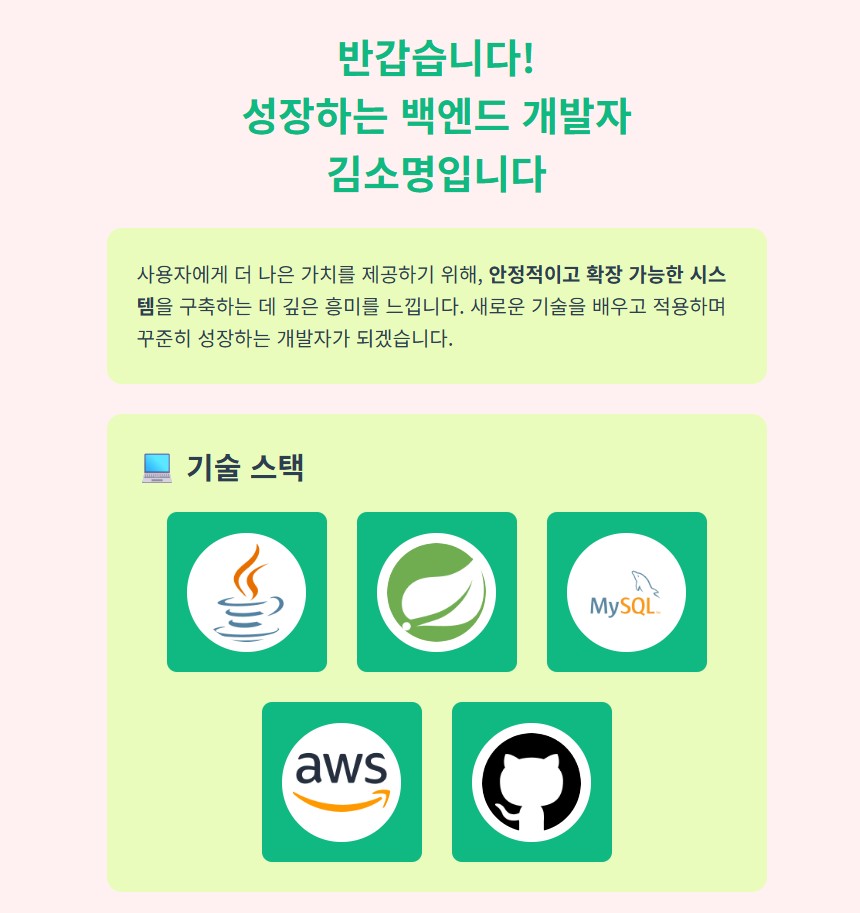 반갑습니다!
성장하는 백엔드 개발자
김소명입니다
사용자에게 더 나은 가치를 제공하기 위해, 안정적이고 확장 가능한 시스
템을 구축하는 데 깊은 흥미를 느낍니다. 새로운 기술을 배우고 적용하며
꾸준히 성장하는 개발자가 되겠습니다.
기술 스택
MySQL
aws